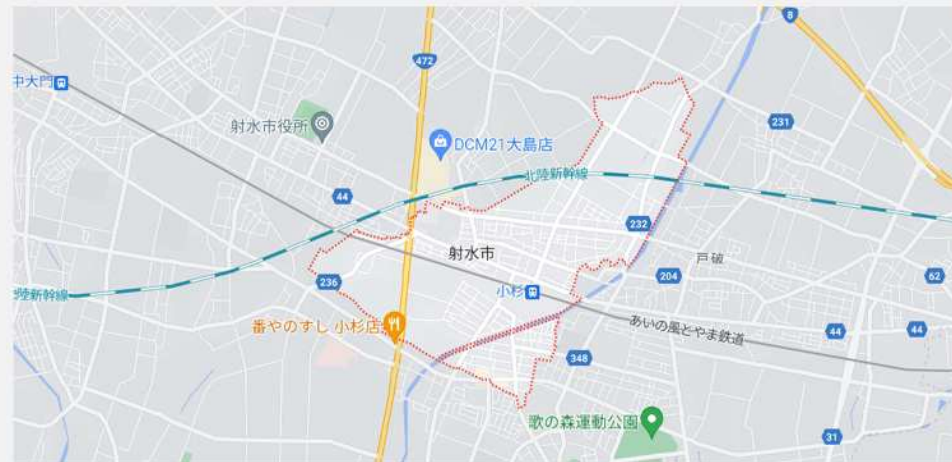 8
472
中大門
231
射水市役所
DCM21大島店
北陸新幹線
44
232
射水市
戸破
204
62
236
小杉
陸新幹線
番やのすし 小杉店
あいの風とやま鉄道
44
44
348
歌の森運動公園
31